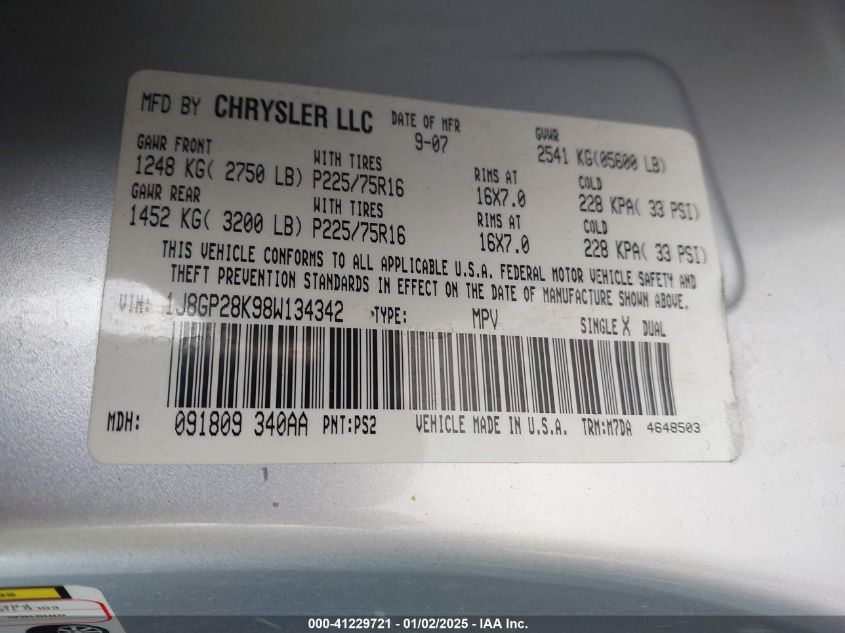 MFD BY CHRYSLER LLC DATE OF MFR 9-07 GVWR 2541 KG(05600 LB)
GAWR FRONT WITH TIRES RIMS AT COLD
1248 KG( 2750 LB) P225/75R16 16X7.0 228 KPA( 33 PSI)
GAWR REAR WITH TIRES RIMS AT COLD
1452 KG( 3200 LB) P225/75R16 16X7.0 228 KPA( 33 PSI)
THIS VEHICLE CONFORMS TO ALL APPLICABLE U.S.A. FEDERAL MOTOR VEHICLE SAFETY AND
THEFT PREVENTION STANDARDS IN EFFECT ON THE DATE OF MANUFACTURE SHOWN ABOVE.
VIN: 1J8GP28K98W134342 TYPE: MPV SINGLE X DUAL
MDH: 091809 340AA PNT:PS2 VEHICLE MADE IN U.S.A. TRM:M7DA 4648503
000-41229721 - 01/02/2025 - IAA Inc.